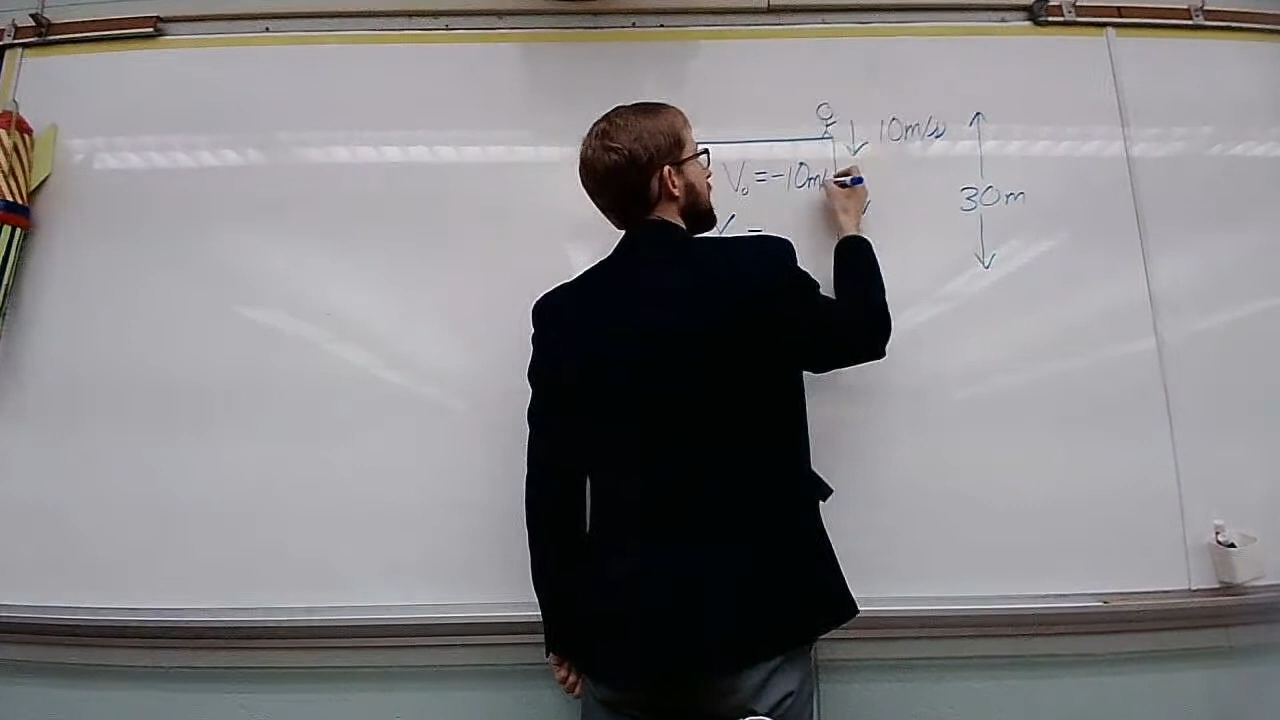 10m/s
V₀=-10m/
30m
V =